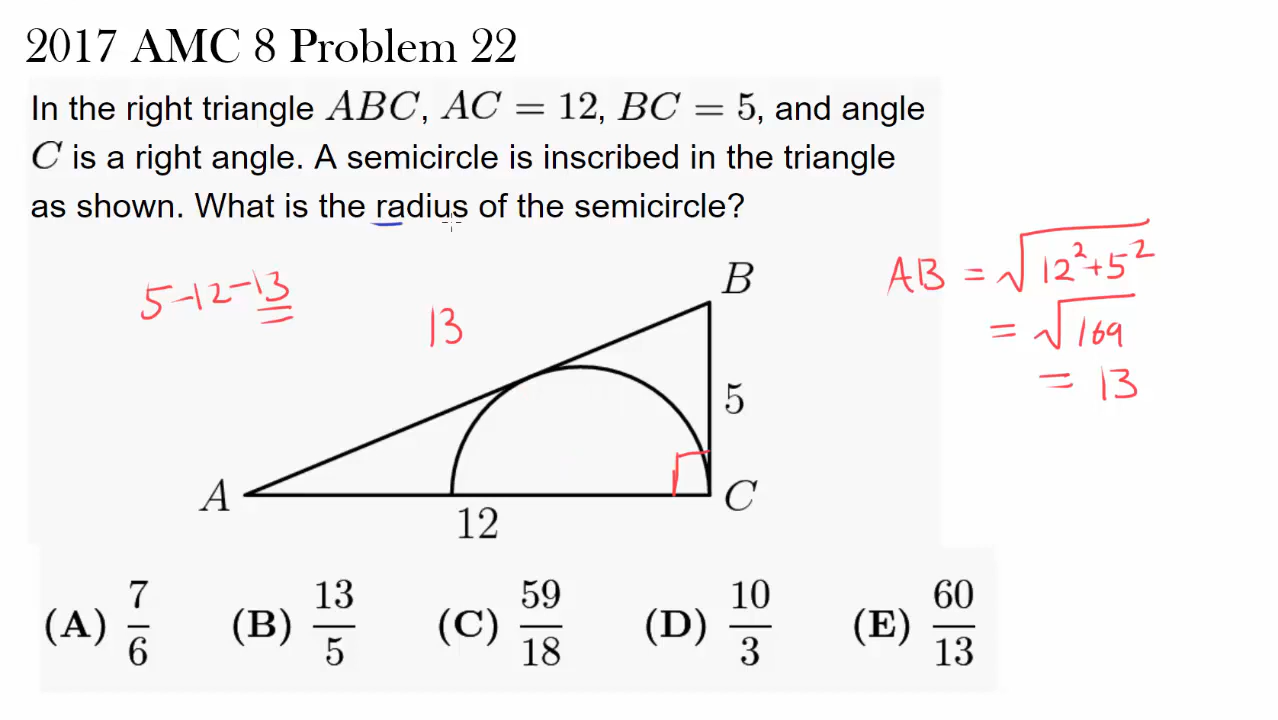 2017 AMC 8 Problem 22
In the right triangle ABC, AC = 12, BC = 5, and angle
C is a right angle. A semicircle is inscribed in the triangle
as shown. What is the radius of the semicircle?
5-12-13
13
B
AB = √(12²+5²)
= √169
= 13
5
A
C
12
(A) 7/6 (B) 13/5 (C) 59/18 (D) 10/3 (E) 60/13